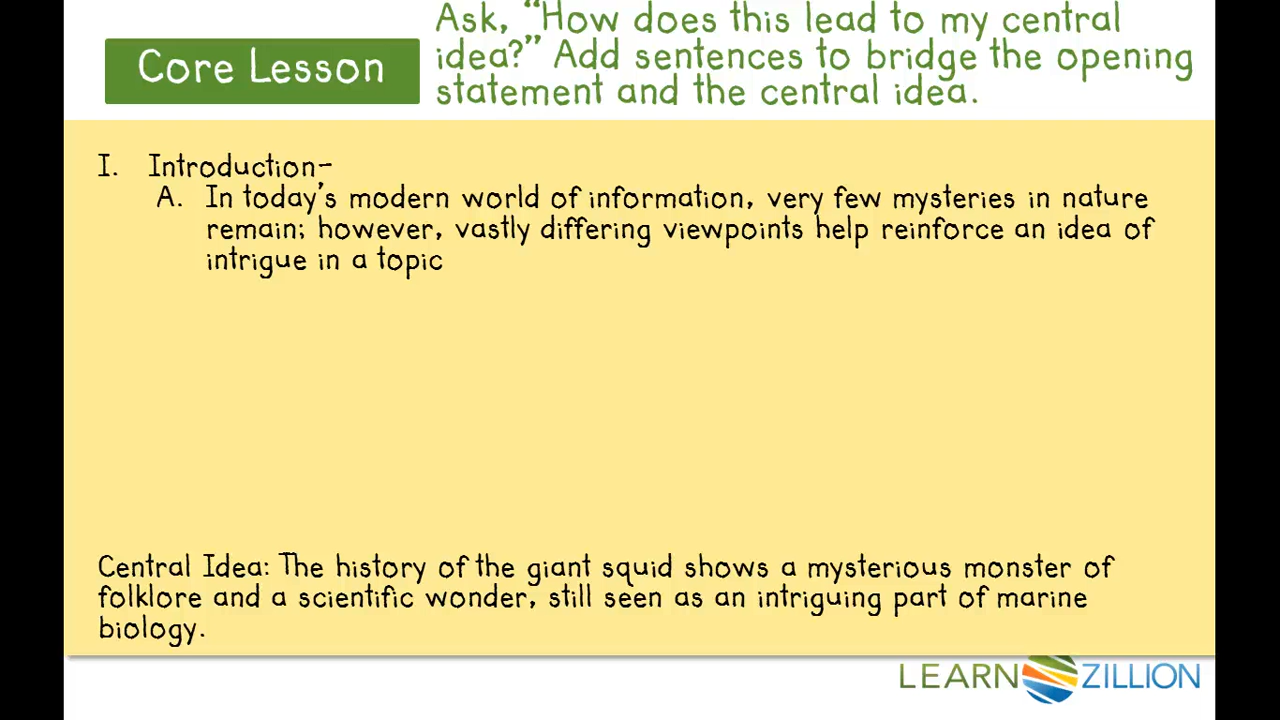 Core Lesson
Ask, “How does this lead to my central
idea?” Add sentences to bridge the opening
statement and the central idea.
I. Introduction-
A. In today's modern world of information, very few mysteries in nature
remain; however, vastly differing viewpoints help reinforce an idea of
intrigue in a topic
Central Idea: The history of the giant squid shows a mysterious monster of
folklore and a scientific wonder, still seen as an intriguing part of marine
biology.
LEARN ZILLION